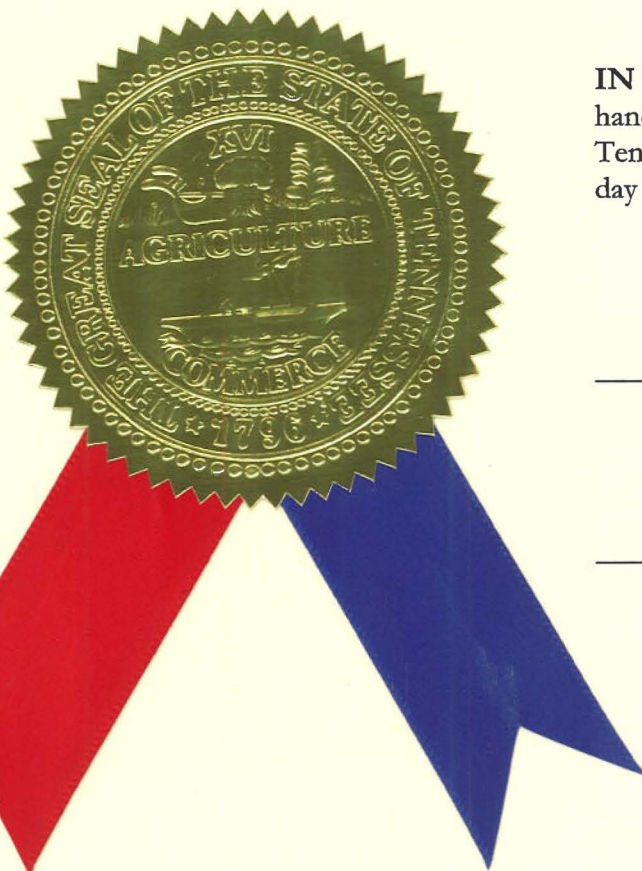 THE GREAT SEAL OF THE STATE OF TENNESSEE
XVI
AGRICULTURE
COMMERCE
1796
IN
hand
Ten
day